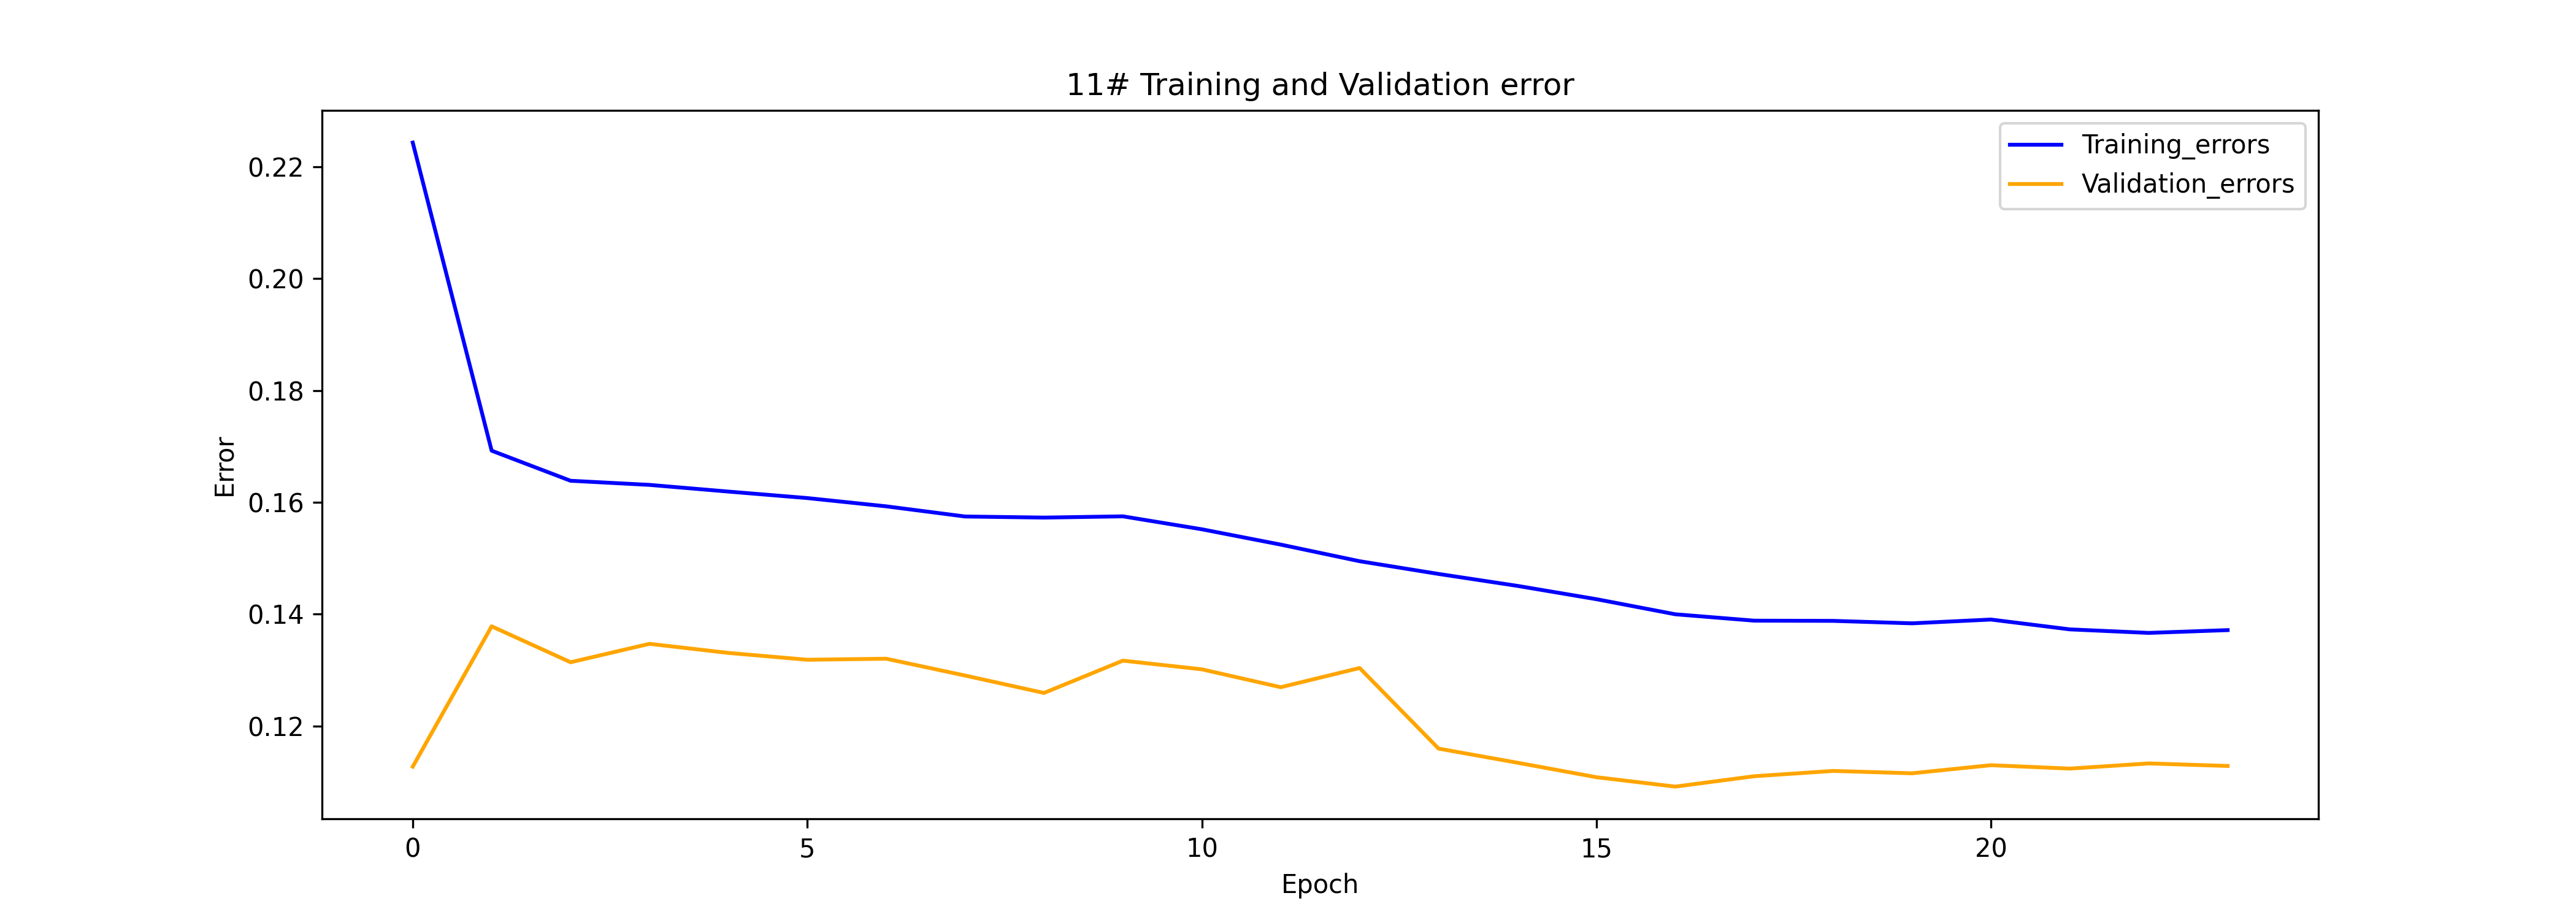 11# Training and Validation error
Training_errors
Validation_errors
0.22
0.20
0.18
0.16
0.14
0.12
Error
0 5 10 15 20
Epoch